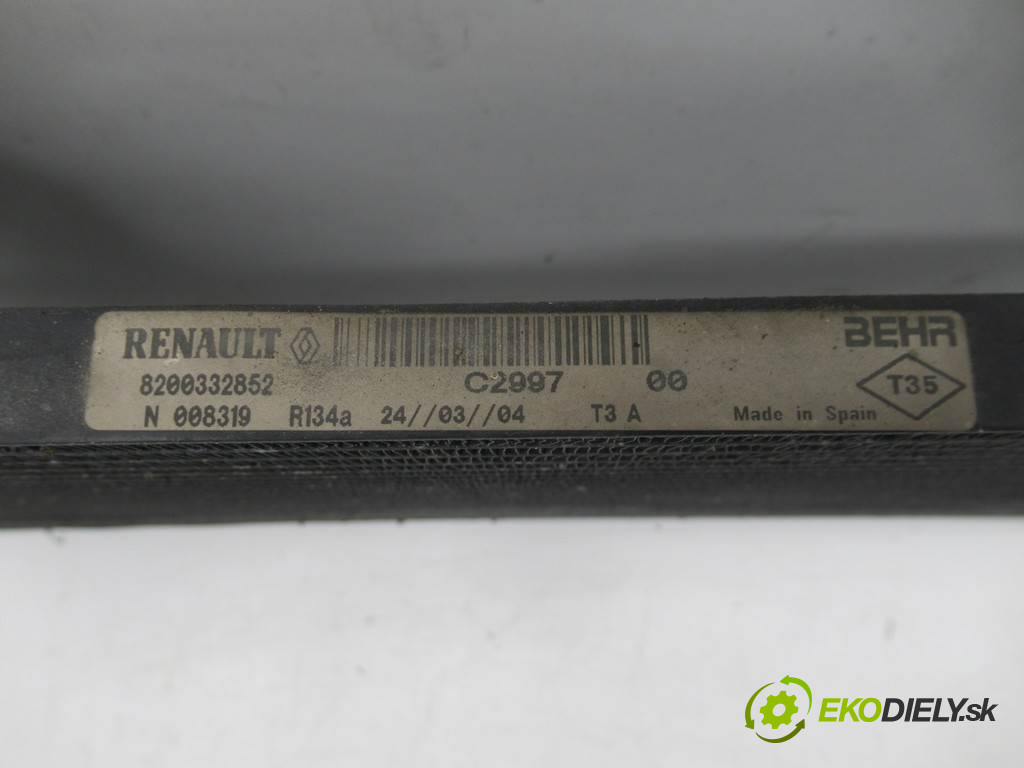 RENAULT BEHR
8200332852 C2997 00 T35
N 008319 R134a 24//03//04 T3 A Made in Spain
EKODIELY.sk